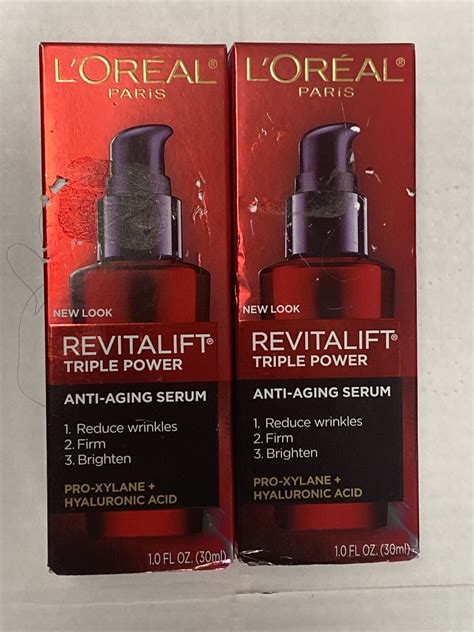 L'ORÉAL®
PARIS
NEW LOOK
REVITALIFT®
TRIPLE POWER
ANTI-AGING SERUM
1. Reduce wrinkles
2. Firm
3. Brighten
PRO-XYLANE +
HYALURONIC ACID
1.0 FL OZ. (30ml)
L'ORÉAL®
PARIS
NEW LOOK
REVITALIFT®
TRIPLE POWER
ANTI-AGING SERUM
1. Reduce wrinkles
2. Firm
3. Brighten
PRO-XYLANE +
HYALURONIC ACID
1.0 FL OZ. (30ml)